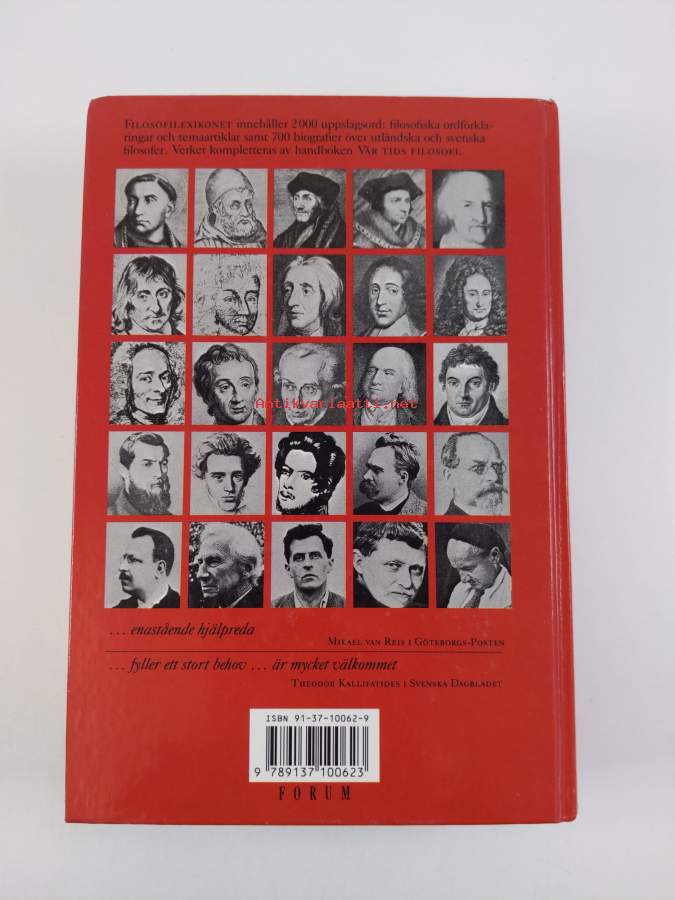 FILOSOFILEXIKONET innehåller 2 000 uppslagsord: filosofiska ordförkla-
ringar och temaartiklar samt 700 biografier över utländska och svenska
filosofer. Verket kompletteras av handboken VÅR TIDS FILOSOFI.
Antikvariaatti.net
... enastående hjälpreda
MIKAEL VAN REIS I GÖTEBORGS-POSTEN
... fyller ett stort behov ... är mycket välkommet
THEODOR KALLIFATIDES I SVENSKA DAGBLADET
ISBN 91-37-10062-9
9 789137 100623
FORUM